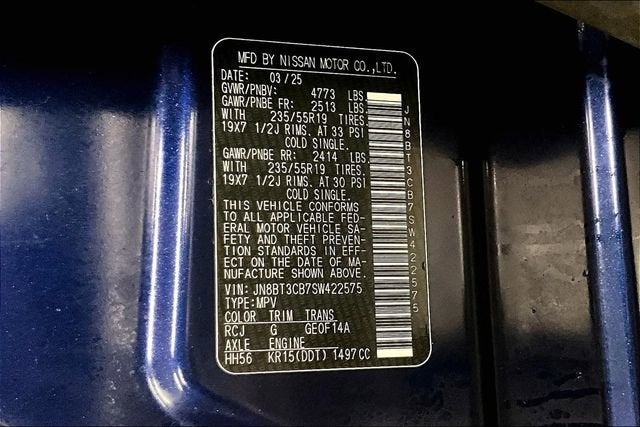 MFD BY NISSAN MOTOR CO.,LTD.
DATE: 03/25
GVWR/PNBV: 4773 LBS
GAWR/PNBE FR: 2513 LBS.
WITH 235/55R19 TIRES.
19X7 1/2J RIMS. AT 33 PSI
COLD SINGLE.
GAWR/PNBE RR: 2414 LBS.
WITH 235/55R19 TIRES.
19X7 1/2J RIMS. AT 30 PSI
COLD SINGLE.
THIS VEHICLE CONFORMS
TO ALL APPLICABLE FED-
ERAL MOTOR VEHICLE SA-
FETY AND THEFT PREVEN-
TION STANDARDS IN EFF-
ECT ON THE DATE OF MA-
NUFACTURE SHOWN ABOVE.
VIN: JN8BT3CB7SW422575
TYPE:MPV
COLOR TRIM TRANS
RCJ G GE0F14A
AXLE ENGINE
HH56 KR15(DDT) 1497CC
JN8BT3CB7SW422575